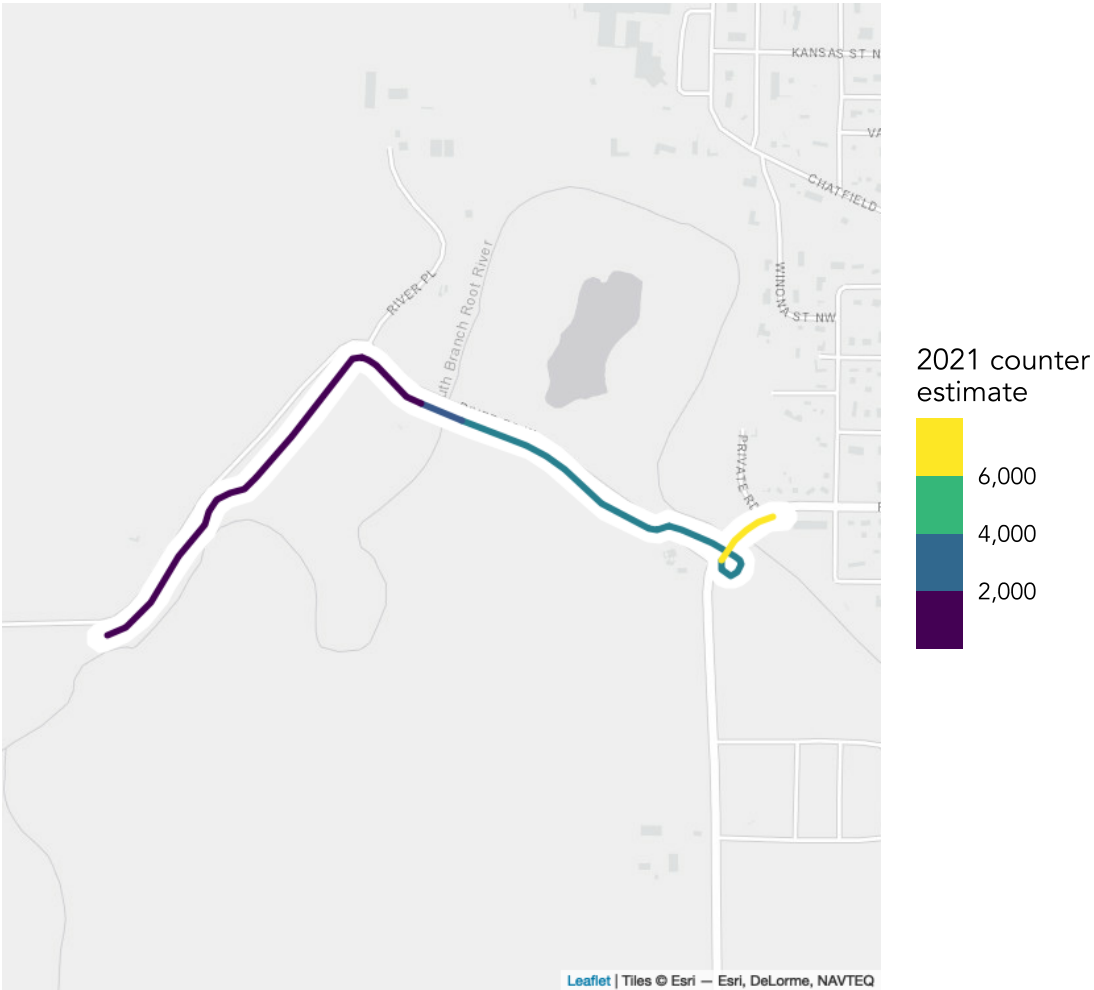 KANSAS ST N
VA
CHATFIELD
WINONA ST NW
RIVER PL
uth Branch Root River
PRIVATE RD
2021 counter
estimate
6,000
4,000
2,000
Leaflet | Tiles © Esri — Esri, DeLorme, NAVTEQ